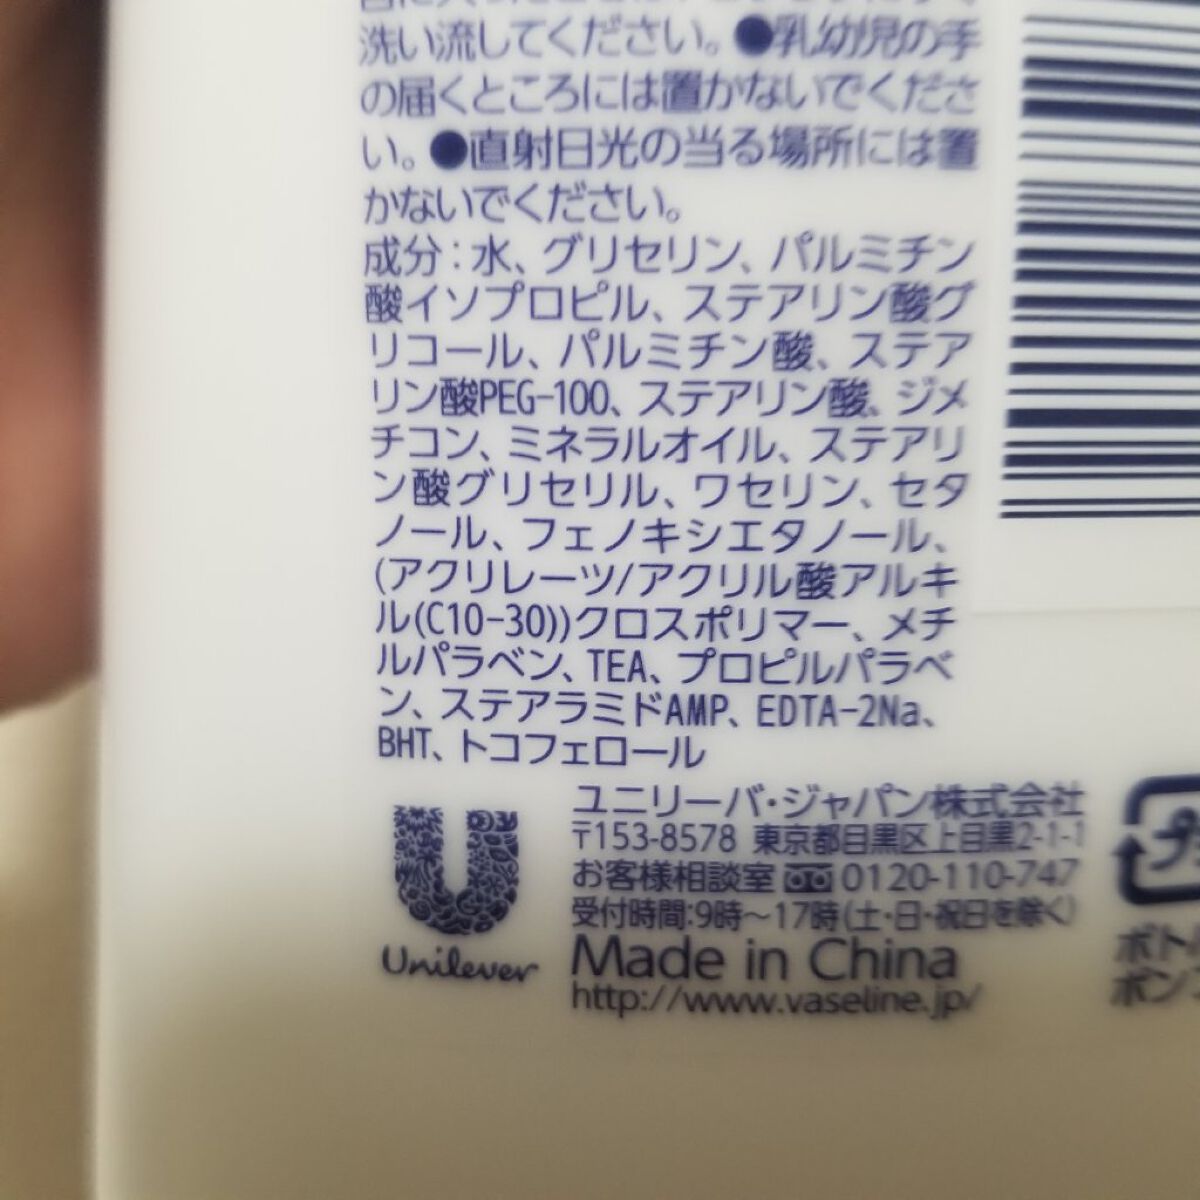 洗い流してください。●乳幼児の手
の届くところには置かないでくださ
い。●直射日光の当る場所には置
かないでください。
成分：水、グリセリン、パルミチン
酸イソプロピル、ステアリン酸グ
リコール、パルミチン酸、ステア
リン酸PEG-100、ステアリン酸、ジメ
チコン、ミネラルオイル、ステアリ
ン酸グリセリル、ワセリン、セタ
ノール、フェノキシエタノール、
(アクリレーツ/アクリル酸アルキ
ル(C10-30))クロスポリマー、メチ
ルパラベン、TEA、プロピルパラベ
ン、ステアラミドAMP、EDTA-2Na、
BHT、トコフェロール
ユニリーバ・ジャパン株式会社
〒153-8578 東京都目黒区上目黒2-1-1
お客様相談室 0120-110-747
受付時間:9時〜17時(土・日・祝日を除く)
Made in China
http://www.vaseline.jp/
Unilever
プラ
ボト
ポン